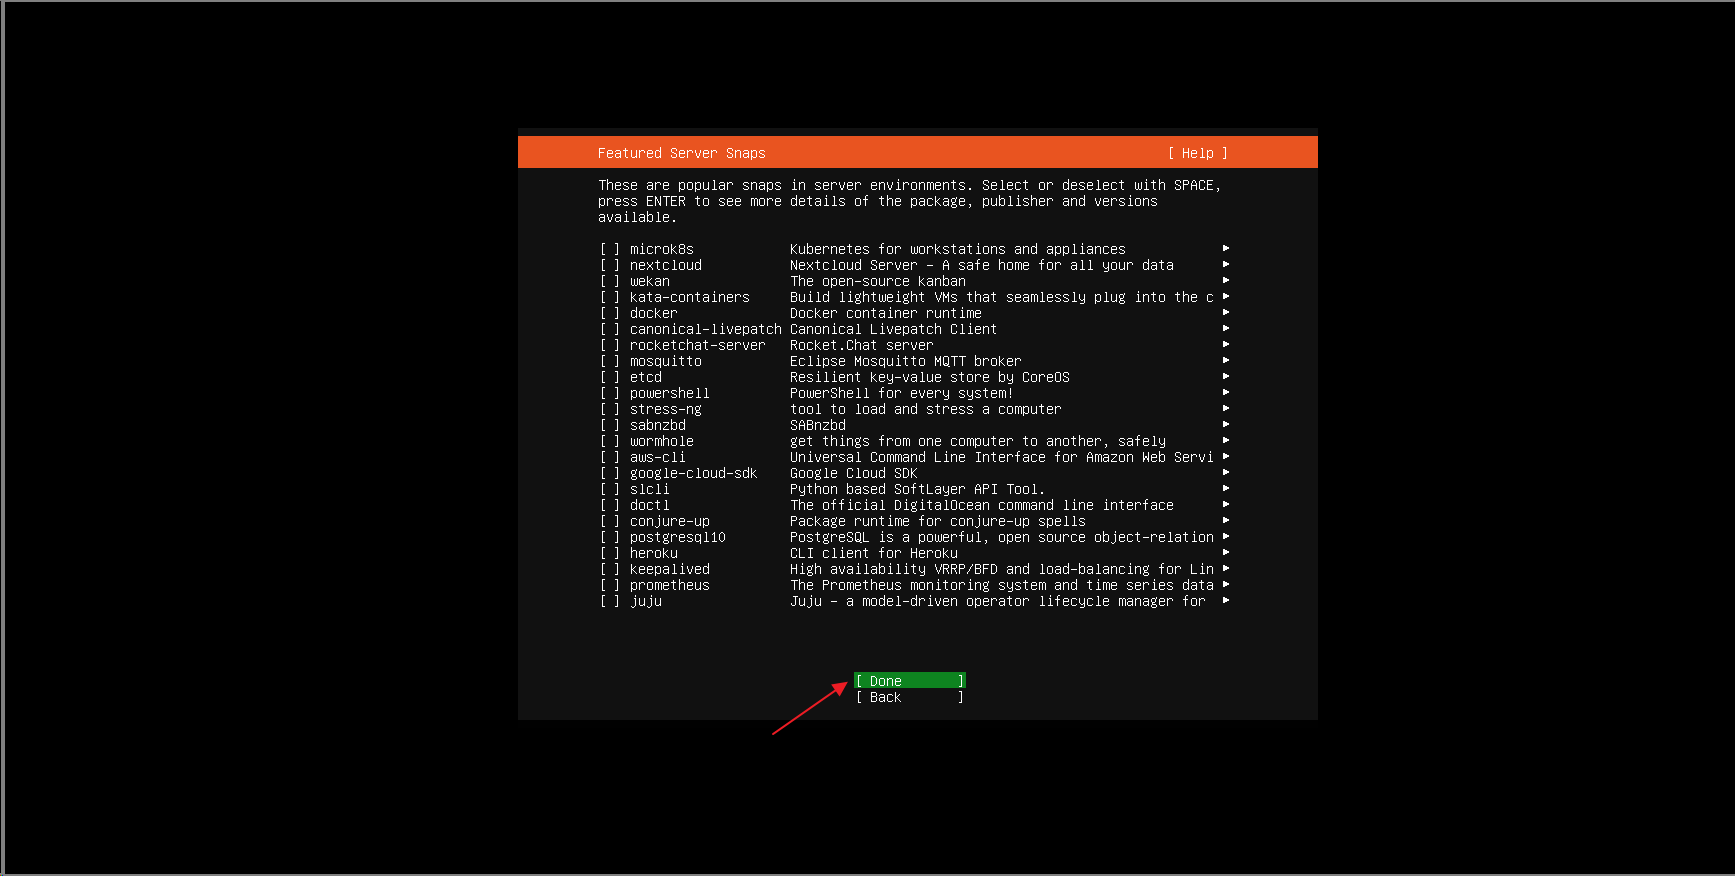 Featured Server Snaps [ Help ]
These are popular snaps in server environments. Select or deselect with SPACE,
press ENTER to see more details of the package, publisher and versions
available.
[ ] microk8s Kubernetes for workstations and appliances ▸
[ ] nextcloud Nextcloud Server - A safe home for all your data ▸
[ ] wekan The open-source kanban ▸
[ ] kata-containers Build lightweight VMs that seamlessly plug into the c ▸
[ ] docker Docker container runtime ▸
[ ] canonical-livepatch Canonical Livepatch Client ▸
[ ] rocketchat-server Rocket.Chat server ▸
[ ] mosquitto Eclipse Mosquitto MQTT broker ▸
[ ] etcd Resilient key-value store by CoreOS ▸
[ ] powershell PowerShell for every system! ▸
[ ] stress-ng tool to load and stress a computer ▸
[ ] sabnzbd SABnzbd ▸
[ ] wormhole get things from one computer to another, safely ▸
[ ] aws-cli Universal Command Line Interface for Amazon Web Servi ▸
[ ] google-cloud-sdk Google Cloud SDK ▸
[ ] slcli Python based SoftLayer API Tool. ▸
[ ] doctl The official DigitalOcean command line interface ▸
[ ] conjure-up Package runtime for conjure-up spells ▸
[ ] postgresql10 PostgreSQL is a powerful, open source object-relation ▸
[ ] heroku CLI client for Heroku ▸
[ ] keepalived High availability VRRP/BFD and load-balancing for Lin ▸
[ ] prometheus The Prometheus monitoring system and time series data ▸
[ ] juju Juju - a model-driven operator lifecycle manager for ▸
[ Done ]
[ Back ]